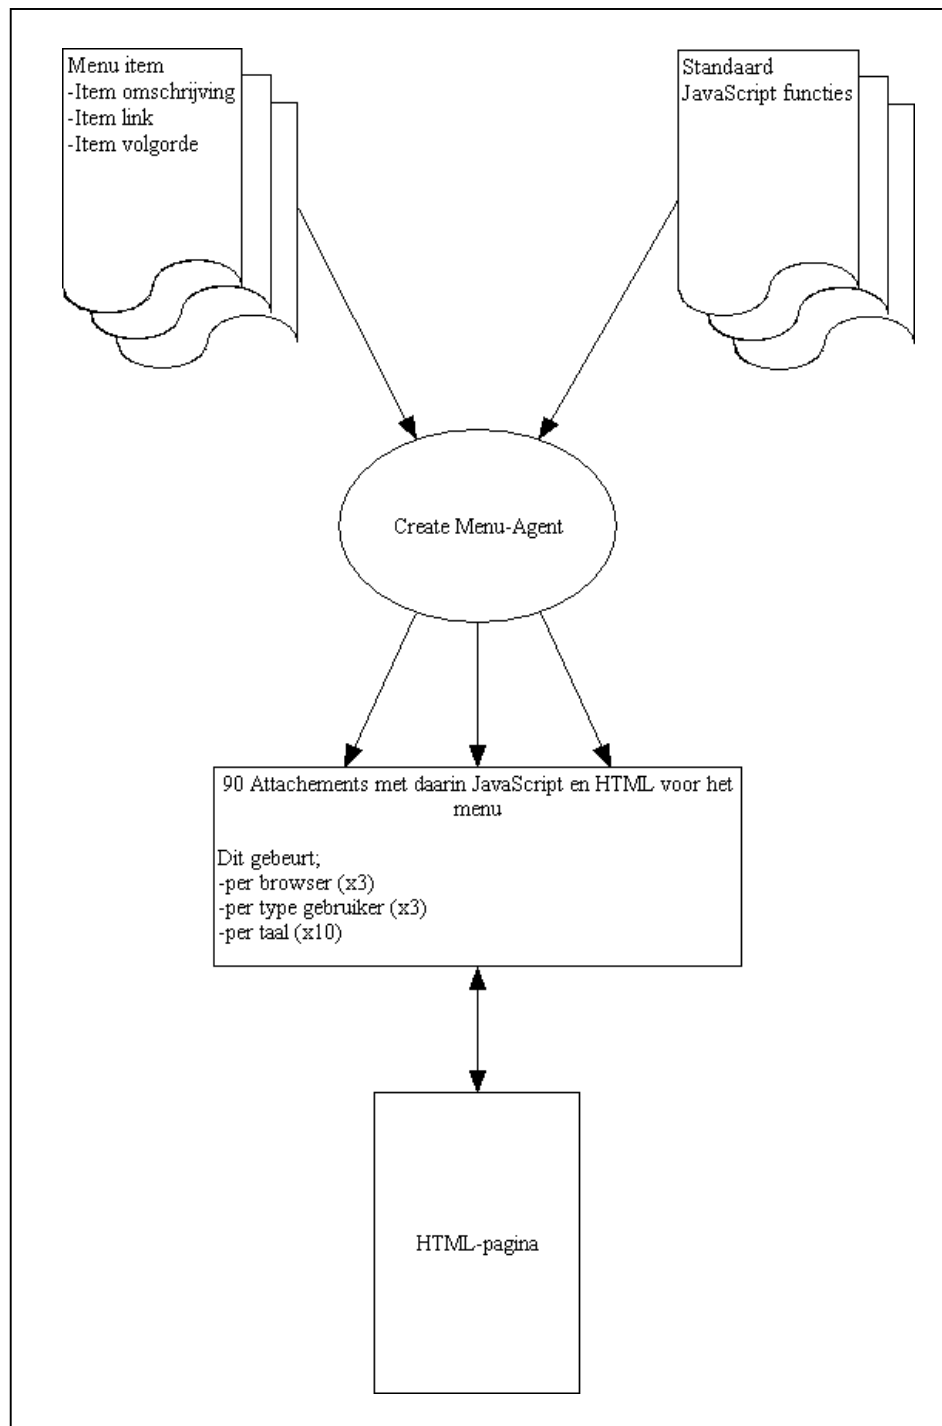 Menu item
-Item omschrijving
-Item link
-Item volgorde
Standaard
JavaScript functies
Create Menu-Agent
90 Attachements met daarin JavaScript en HTML voor het
menu
Dit gebeurt;
-per browser (x3)
-per type gebruiker (x3)
-per taal (x10)
HTML-pagina